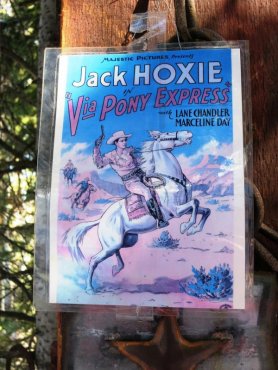 MAJESTIC PICTURES Presents
Jack HOXIE
IN
"Via PONY EXPRESS"
with LANE CHANDLER
MARCELINE DAY